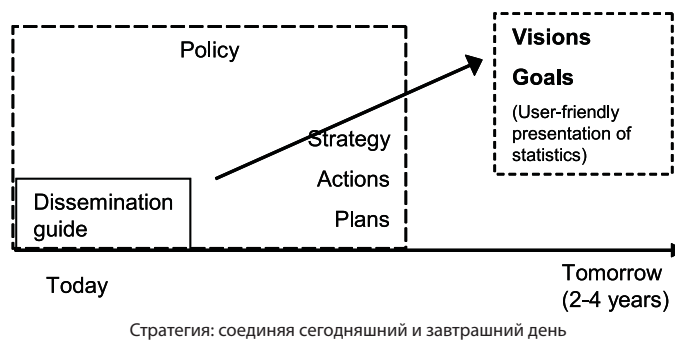 Policy
Visions
Goals
(User-friendly
presentation of
statistics)
Strategy
Actions
Plans
Dissemination
guide
Today
Tomorrow
(2-4 years)
Стратегия: соединяя сегодняшний и завтрашний день